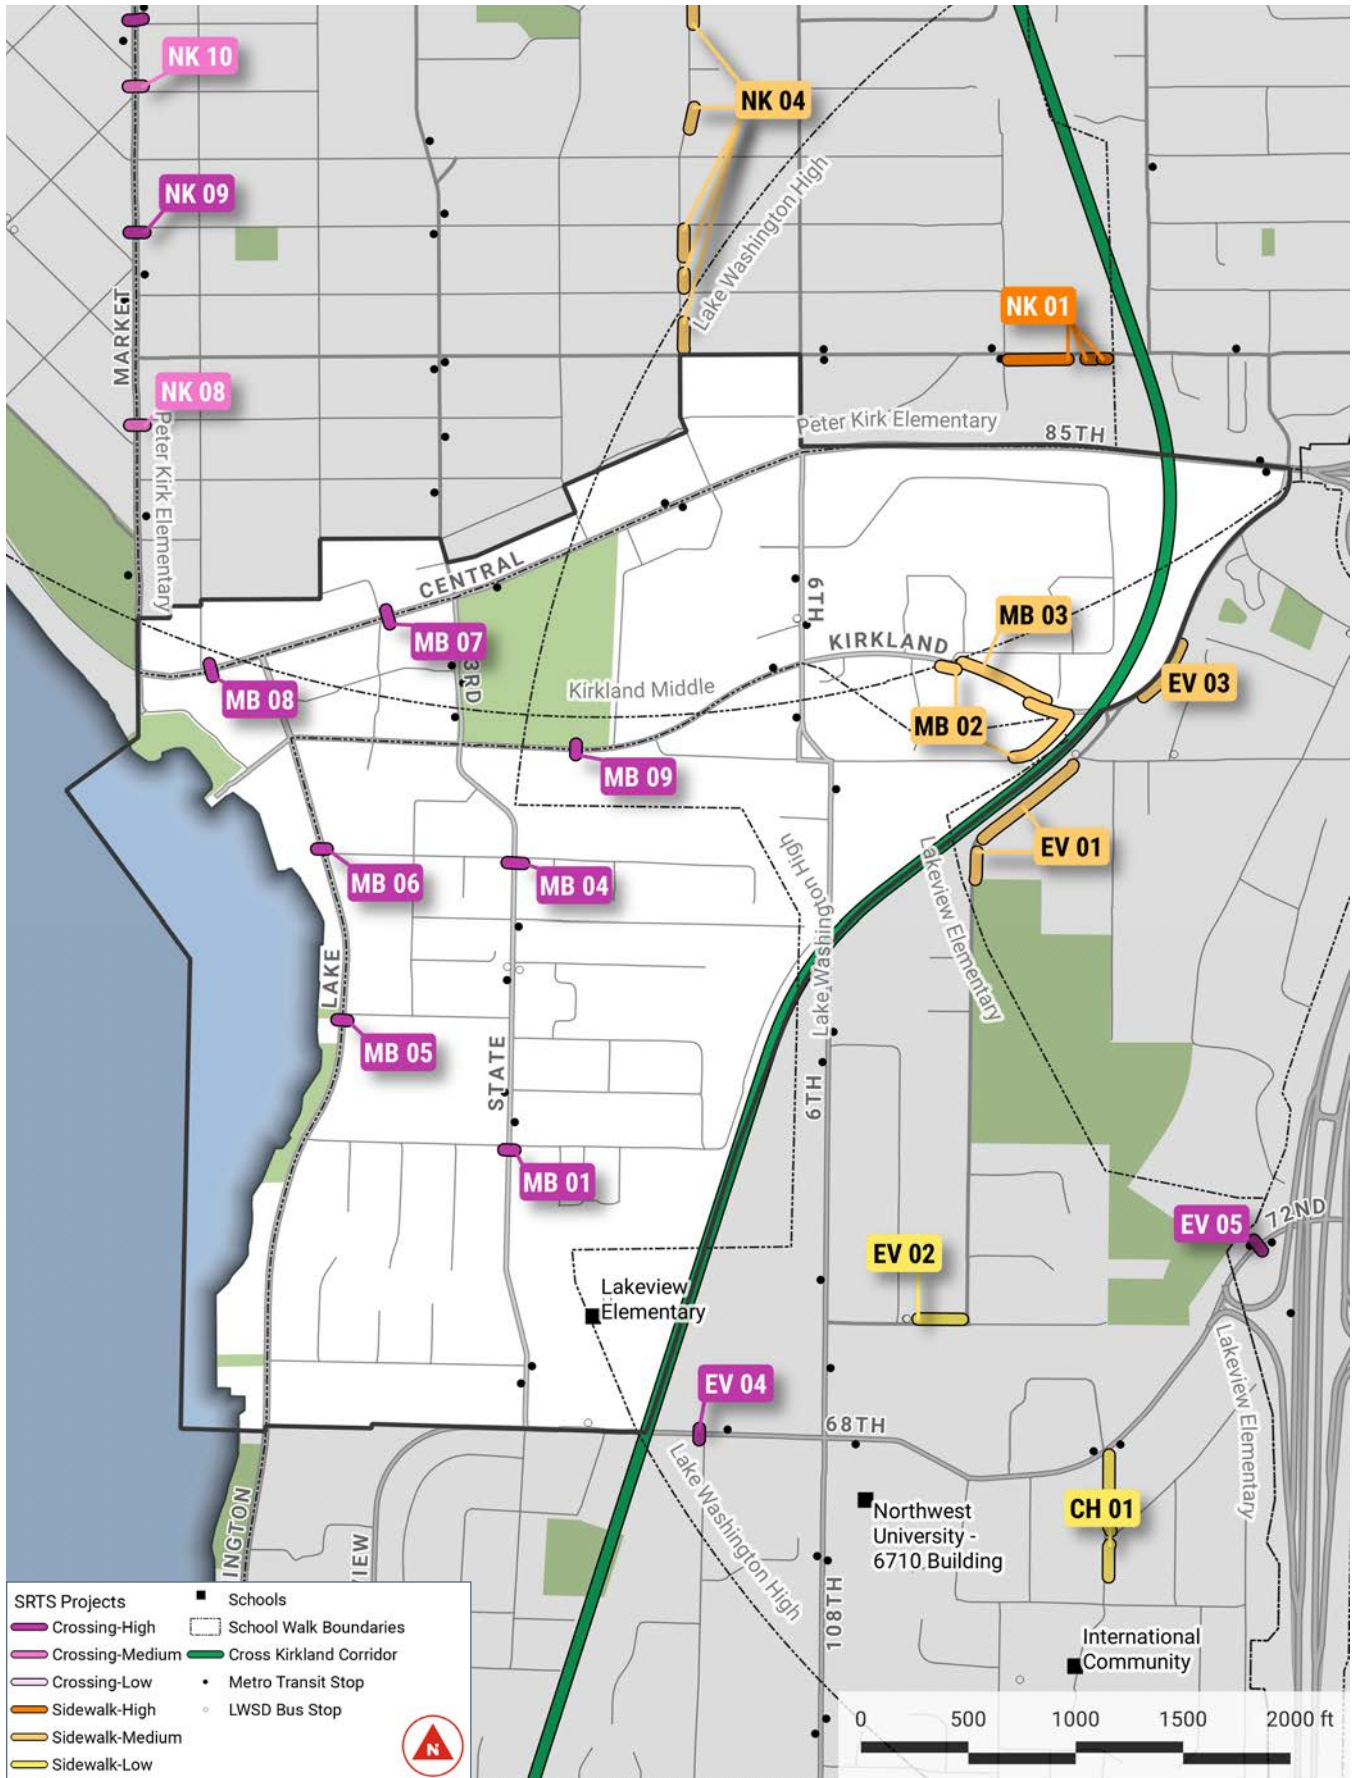 NK 10
NK 04
NK 09
Lake Washington High
NK 01
MARKET
NK 08
Peter Kirk Elementary
Peter Kirk Elementary
85TH
CENTRAL
6TH
MB 03
MB 07
KIRKLAND
3RD
MB 08
Kirkland Middle
EV 03
MB 02
MB 09
EV 01
MB 06
MB 04
Lake Washington High
Lakeview Elementary
LAKE
MB 05
STATE
6TH
MB 01
EV 05
72ND
EV 02
Lakeview
Elementary
EV 04
68TH
Lakeview Elementary
Lake Washington High
CH 01
Northwest
University -
6710 Building
INGTON
VIEW
108TH
International
Community
SRTS Projects
Crossing-High
Crossing-Medium
Crossing-Low
Sidewalk-High
Sidewalk-Medium
Sidewalk-Low
Schools
School Walk Boundaries
Cross Kirkland Corridor
Metro Transit Stop
LWSD Bus Stop
N
0 500 1000 1500 2000 ft